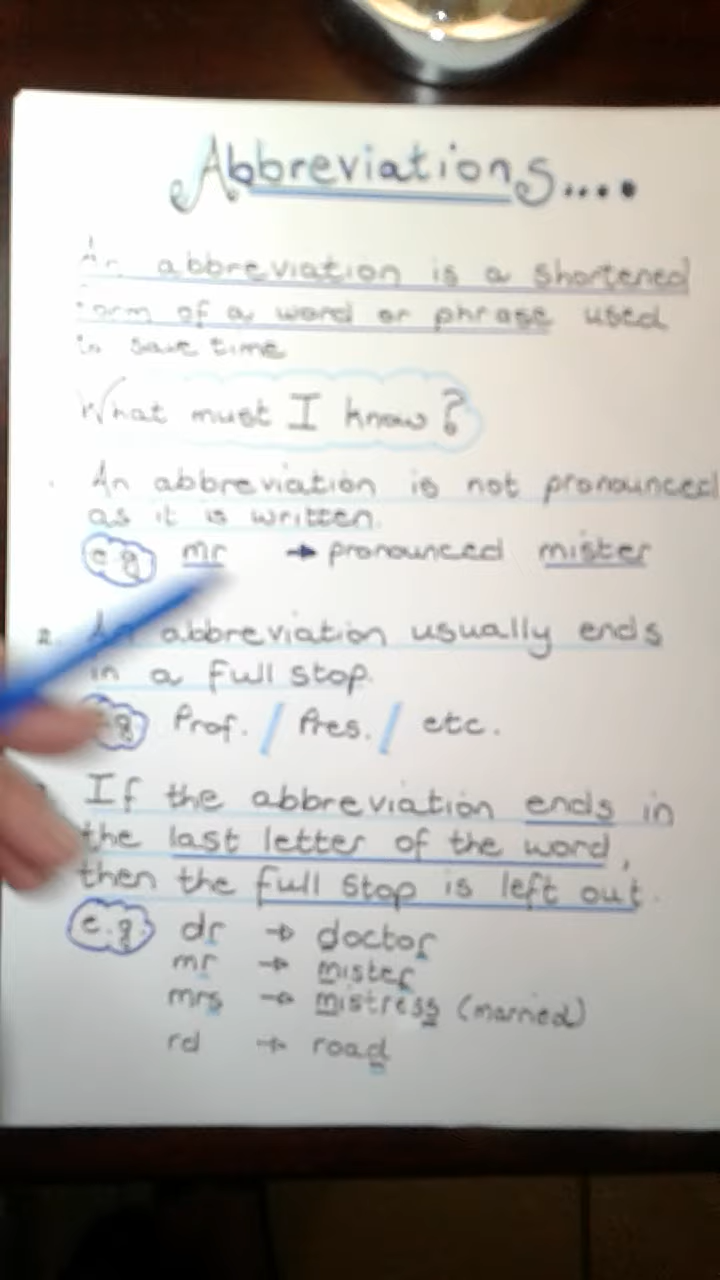 Abbreviations....
An abbreviation is a shortened
form of a word or phrase used
to save time
What must I know?
An abbreviation is not pronounced
as it is written.
e.g mr → pronounced mister
2. An abbreviation usually ends
in a full stop.
Prof. / Pres. / etc.
If the abbreviation ends in
the last letter of the word,
then the full stop is left out.
e.g. dr → doctor
mr → mister
mrs → mistress (married)
rd → road